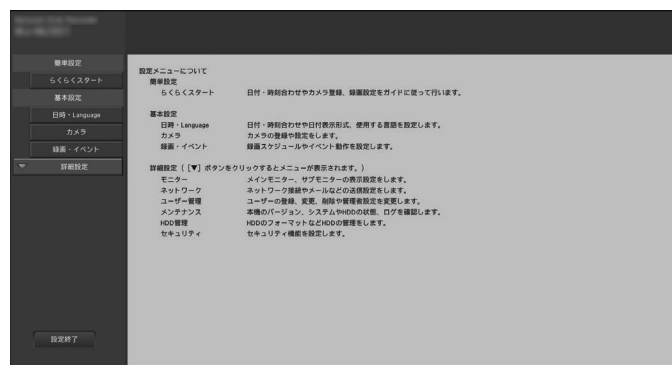 簡単設定
らくらくスタート
基本設定
日時・Language
カメラ
録画・イベント
▼ 詳細設定
設定終了
設定メニューについて
簡単設定
らくらくスタート 日付・時刻合わせやカメラ登録、録画設定をガイドに従って行います。
基本設定
日時・Language 日付・時刻合わせや日付表示形式、使用する言語を設定します。
カメラ カメラの登録や設定をします。
録画・イベント 録画スケジュールやイベント動作を設定します。
詳細設定（［▼］ボタンをクリックするとメニューが表示されます。）
モニター メインモニター、サブモニターの表示設定をします。
ネットワーク ネットワーク接続やメールなどの送信設定をします。
ユーザー管理 ユーザーの登録、変更、削除や管理者設定を変更します。
メンテナンス 本機のバージョン、システムやHDDの状態、ログを確認します。
HDD管理 HDDのフォーマットなどHDDの管理をします。
セキュリティ セキュリティ機能を設定します。